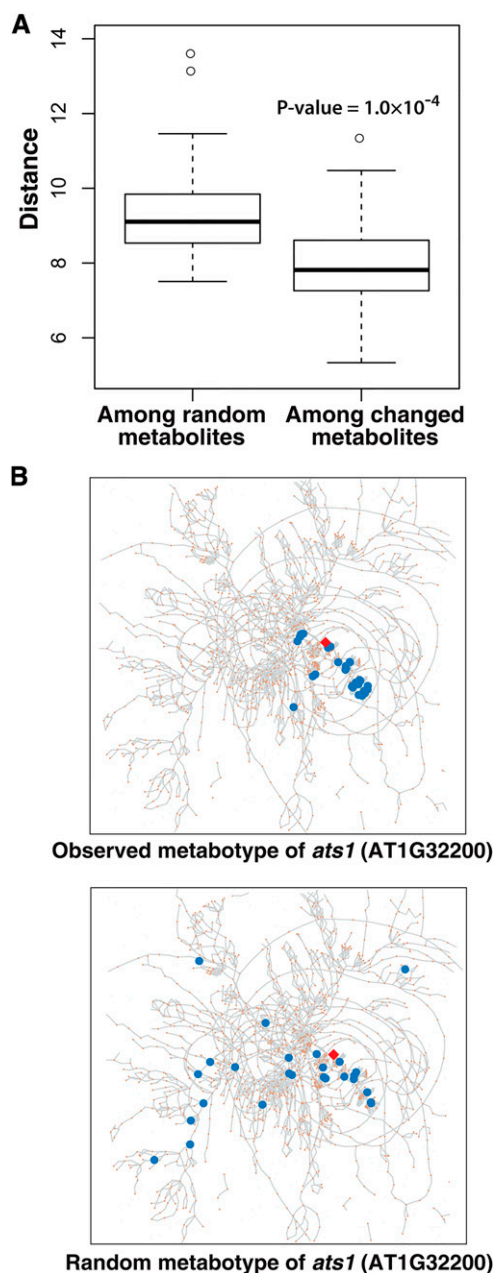 A
14
12
10
8
6
Distance
P-value = 1.0×10⁻⁴
Among random
metabolites
Among changed
metabolites
B
Observed metabotype of ats1 (AT1G32200)
Random metabotype of ats1 (AT1G32200)